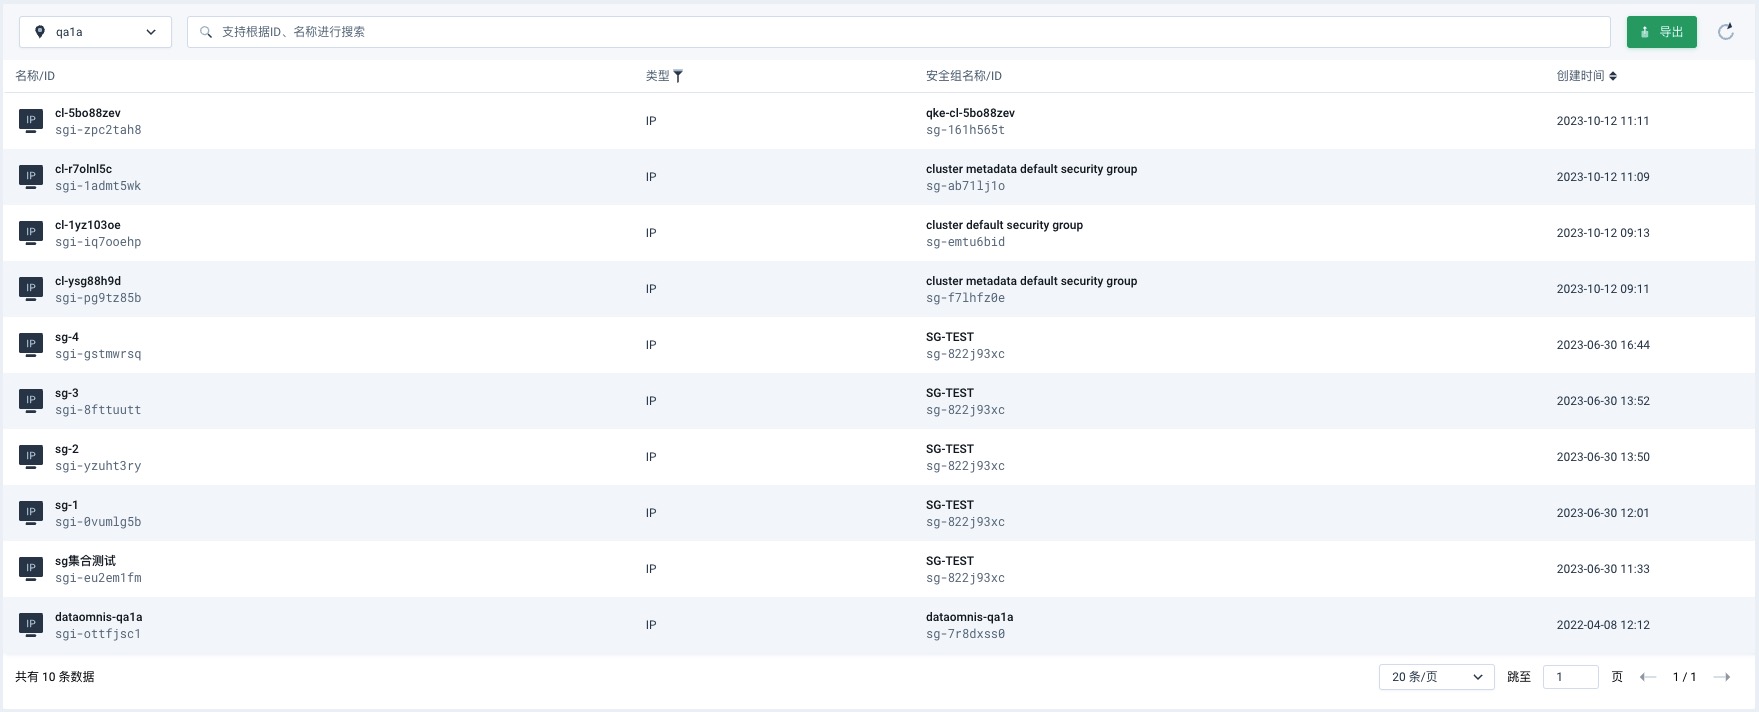 qa1a 支持根据ID、名称进行搜索 导出
名称/ID 类型 安全组名称/ID 创建时间
IP cl-5bo88zev IP qke-cl-5bo88zev 2023-10-12 11:11
sgi-zpc2tah8 sg-161h565t
IP cl-r7olnl5c IP cluster metadata default security group 2023-10-12 11:09
sgi-1admt5wk sg-ab71lj1o
IP cl-1yz103oe IP cluster default security group 2023-10-12 09:13
sgi-iq7ooehp sg-emtu6bid
IP cl-ysg88h9d IP cluster metadata default security group 2023-10-12 09:11
sgi-pg9tz85b sg-f7lhfz0e
IP sg-4 IP SG-TEST 2023-06-30 16:44
sgi-gstmwrsq sg-822j93xc
IP sg-3 IP SG-TEST 2023-06-30 13:52
sgi-8fttuutt sg-822j93xc
IP sg-2 IP SG-TEST 2023-06-30 13:50
sgi-yzuht3ry sg-822j93xc
IP sg-1 IP SG-TEST 2023-06-30 12:01
sgi-0vumlg5b sg-822j93xc
IP sg集合测试 IP SG-TEST 2023-06-30 11:33
sgi-eu2em1fm sg-822j93xc
IP dataomnis-qa1a IP dataomnis-qa1a 2022-04-08 12:12
sgi-ottfjsc1 sg-7r8dxss0
共有 10 条数据 20 条/页 跳至 1 页 1 / 1